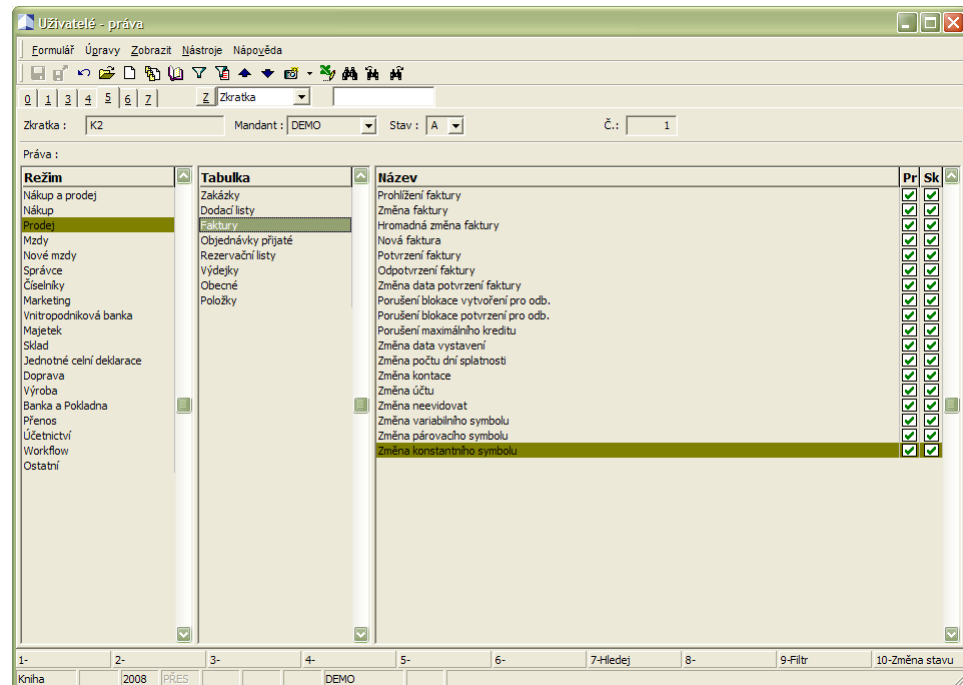 Uživatelé - práva
Formulář Úpravy Zobrazit Nástroje Nápověda
0 1 3 4 5 6 7 Z Zkratka
Zkratka : K2 Mandant : DEMO Stav : A Č.: 1
Práva :
Režim
Nákup a prodej
Nákup
Prodej
Mzdy
Nové mzdy
Správce
Číselníky
Marketing
Vnitropodniková banka
Majetek
Sklad
Jednotné celní deklarace
Doprava
Výroba
Banka a Pokladna
Přenos
Účetnictví
Workflow
Ostatní
Tabulka
Zakázky
Dodací listy
Faktury
Objednávky přijaté
Rezervační listy
Výdejky
Obecné
Položky
Název Pr Sk
Prohlížení faktury
Změna faktury
Hromadná změna faktury
Nová faktura
Potvrzení faktury
Odpotvrzení faktury
Změna data potvrzení faktury
Porušení blokace vytvoření pro odb.
Porušení blokace potvrzení pro odb.
Porušení maximálního kreditu
Změna data vystavení
Změna počtu dní splatnosti
Změna kontace
Změna účtu
Změna neevidovat
Změna variabilního symbolu
Změna párovacího symbolu
Změna konstantního symbolu
1- 2- 3- 4- 5- 6- 7-Hledej 8- 9-Filtr 10-Změna stavu
Kniha 2008 PŘES DEMO